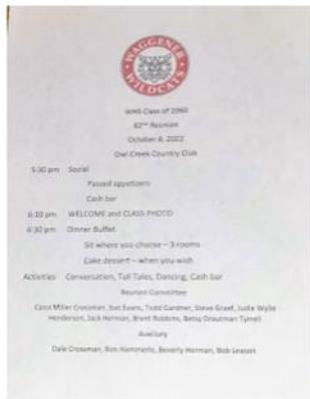 WAGGENER
WILDCATS
WHS Class of 1960
62nd Reunion
October 8, 2022
Owl Creek Country Club
5:30 pm Social
Passed appetizers
Cash bar
6:10 pm WELCOME and CLASS PHOTO
6:30 pm Dinner Buffet
Sit where you choose – 3 rooms
Cake dessert – when you wish
Activities Conversation, Tall Tales, Dancing, Cash bar
Reunion Committee
Carol Miller Crossman, Evans, Todd Gardner, Steve Graef, Judie Wylie
Henderson, Jack Herman, Brent Robbins, Betsy Troutman Tyrrell
Auxiliary
Dale Crossman, Ron Beverly Herman, Bob Leason